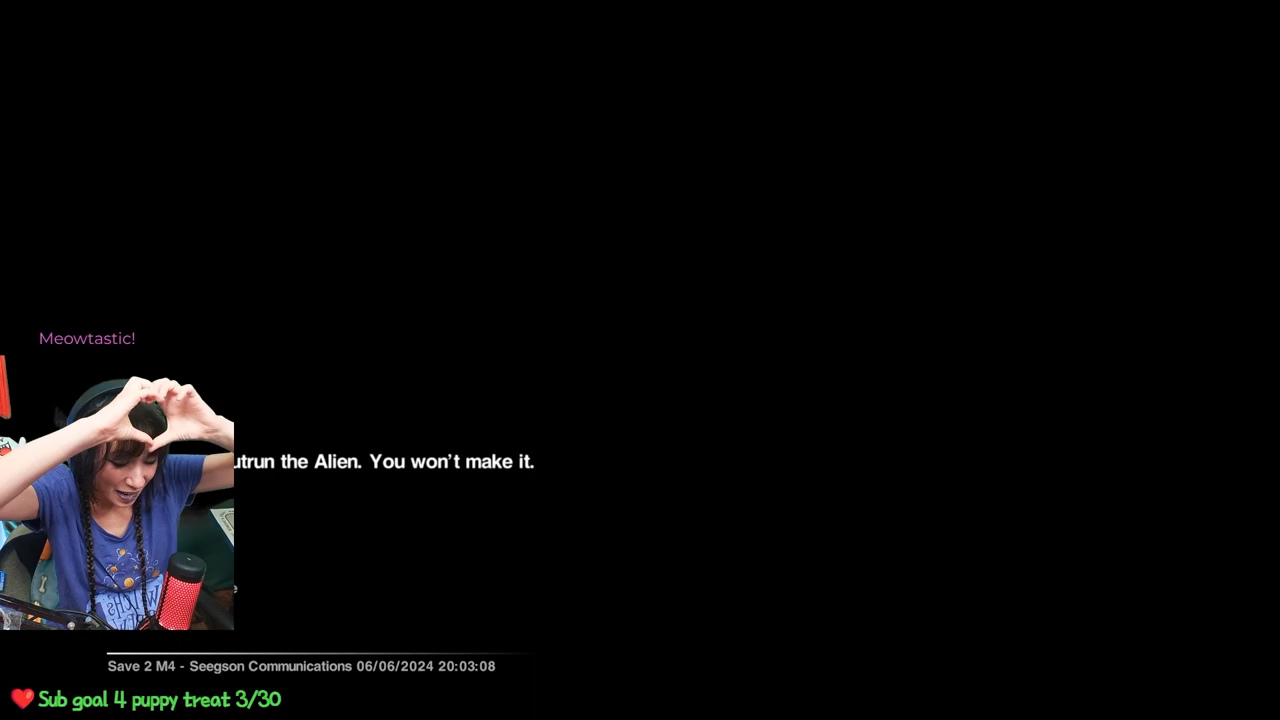 Meowtastic!
utrun the Alien. You won't make it.
Save 2 M4 - Seegson Communications 06/06/2024 20:03:08
Sub goal 4 puppy treat 3/30